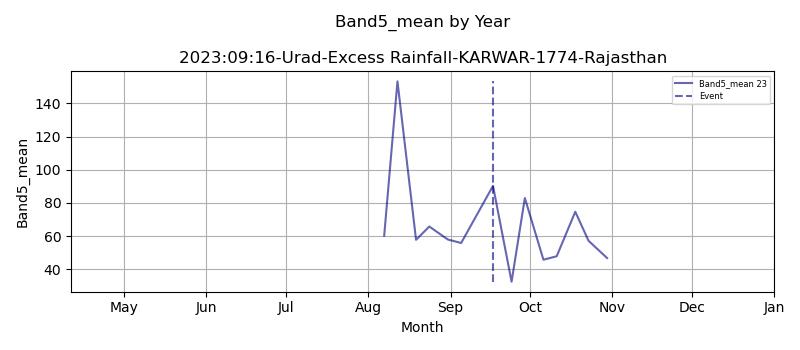 Band5_mean by Year
2023:09:16-Urad-Excess Rainfall-KARWAR-1774-Rajasthan
Band5_mean 23
Event
140
120
100
80
60
40
Band5_mean
May Jun Jul Aug Sep Oct Nov Dec Jan
Month